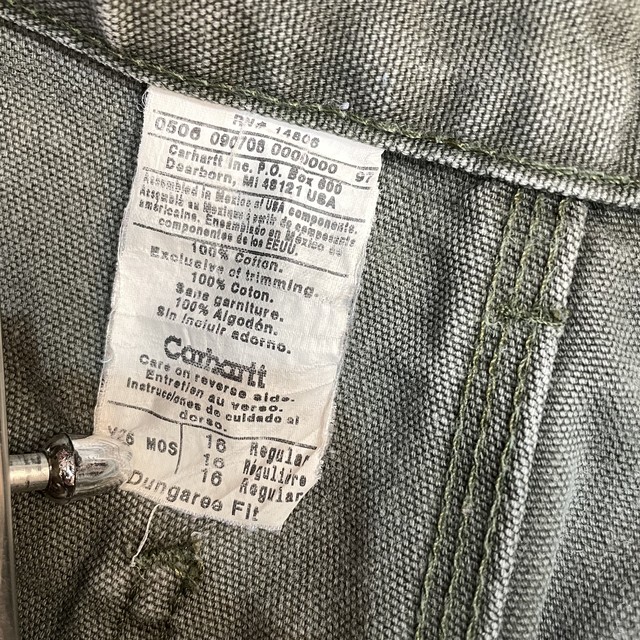 RN# 14806
0506 090708 0000000 97
Carhartt Inc. P.O. Box 600
Dearborn, MI 48121 USA
Assembled in Mexico of USA components.
Assemblé au Mexique à partir de composants
américains. Ensamblado en México de
componentes de los EEUU.
100% Cotton.
Exclusive of trimming.
100% Coton.
Sans garniture.
100% Algodón.
Sin incluir adorno.
Carhartt
Care on reverse side.
Entretien au verso.
Instrucciones de cuidado al
dorso.
MOS 16 Regular
16 Régulière
16 Regular
Dungaree Fit